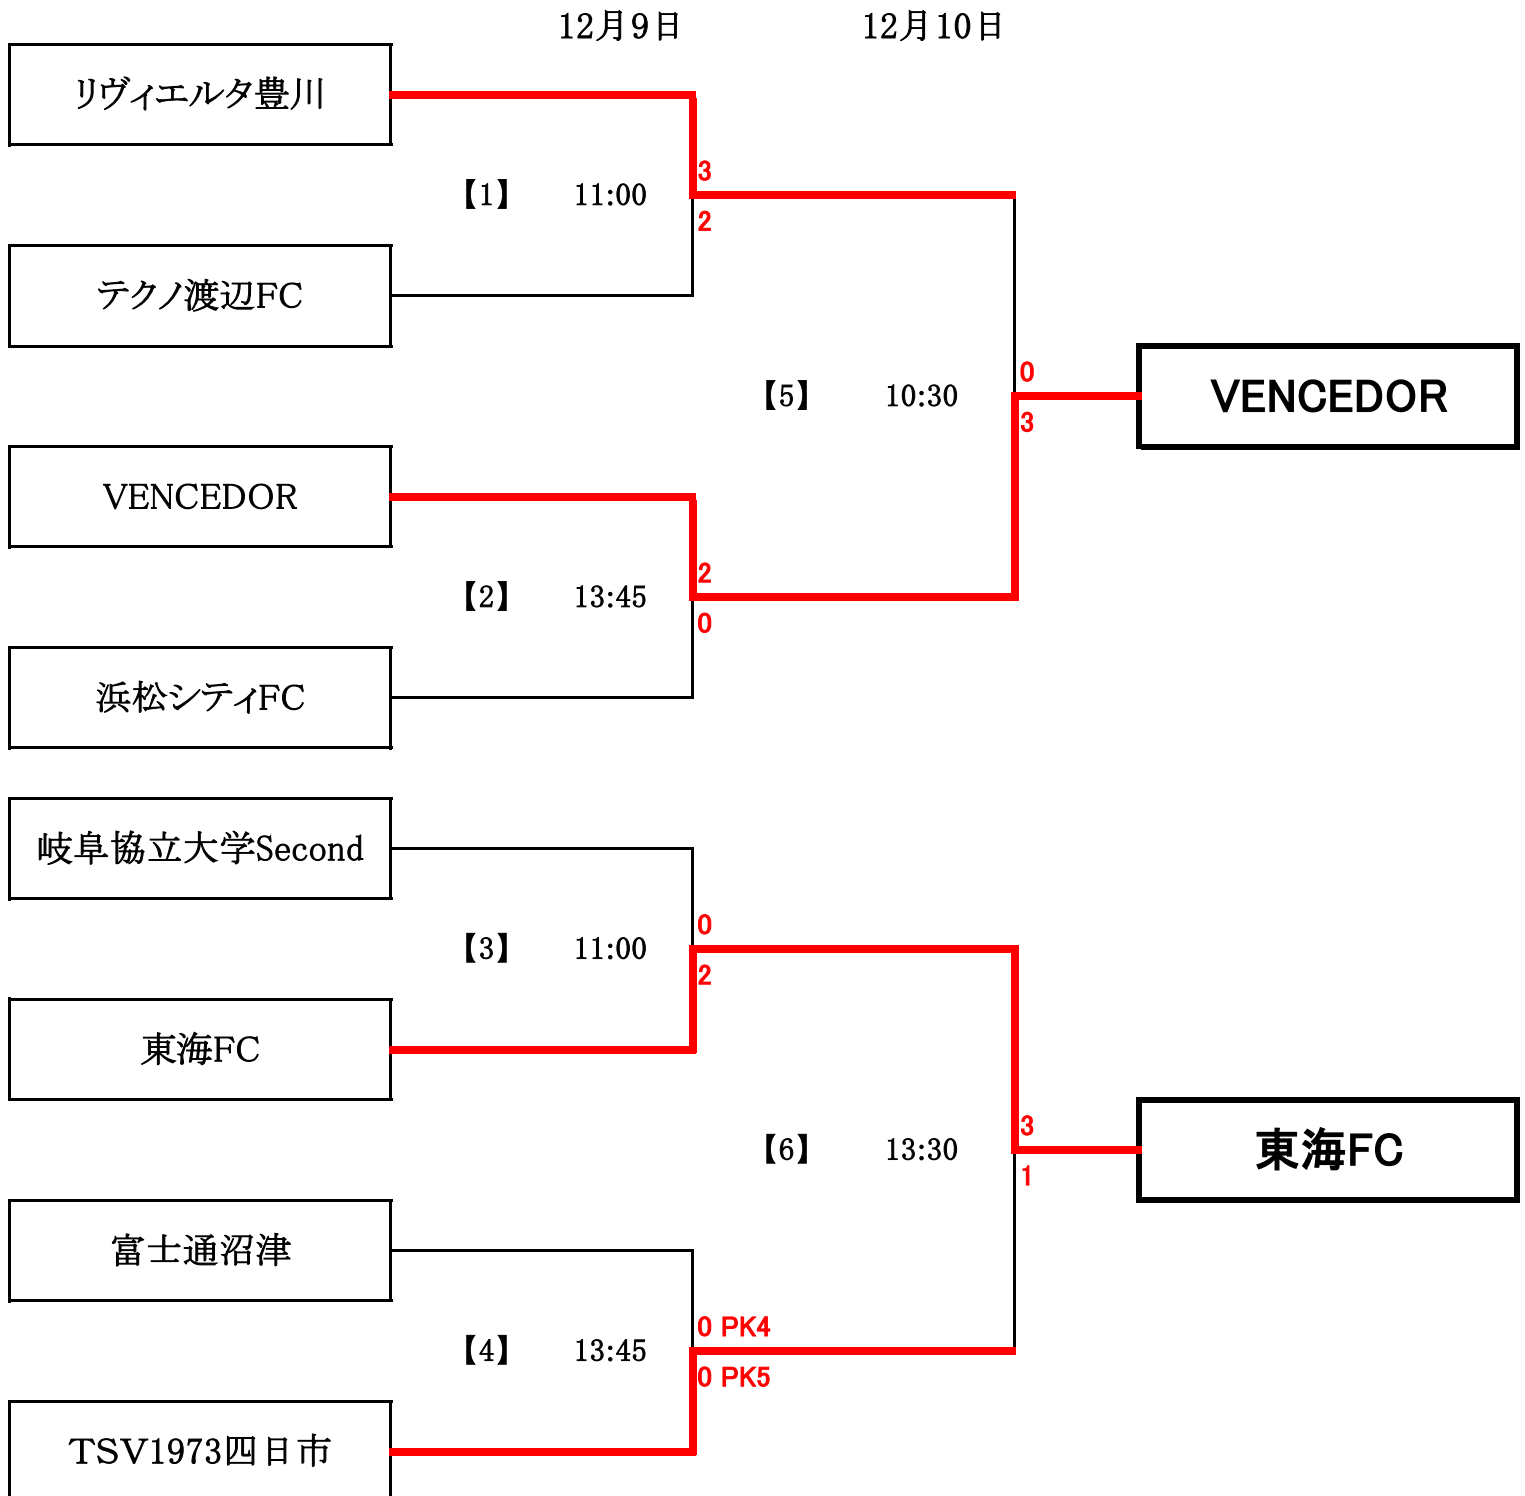 12月9日 12月10日
リヴィエルタ豊川
3
【1】 11:00
2
テクノ渡辺FC
0
【5】 10:30
VENCEDOR
3
VENCEDOR
2
【2】 13:45
0
浜松シティFC
岐阜協立大学Second
0
【3】 11:00
2
東海FC
3
【6】 13:30
東海FC
1
富士通沼津
0 PK4
【4】 13:45
0 PK5
TSV1973四日市